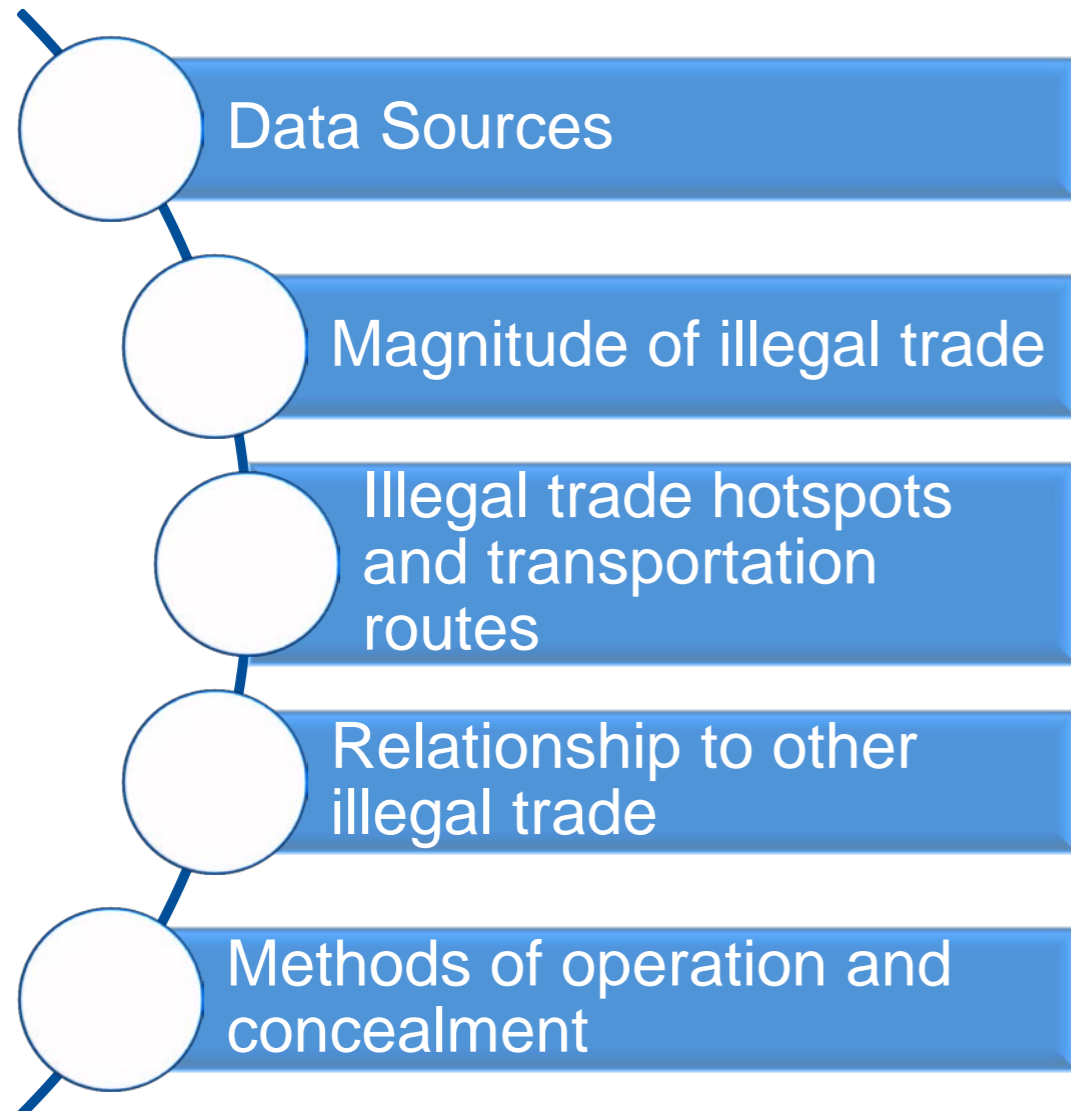 Data Sources
Magnitude of illegal trade
Illegal trade hotspots
and transportation
routes
Relationship to other
illegal trade
Methods of operation and
concealment